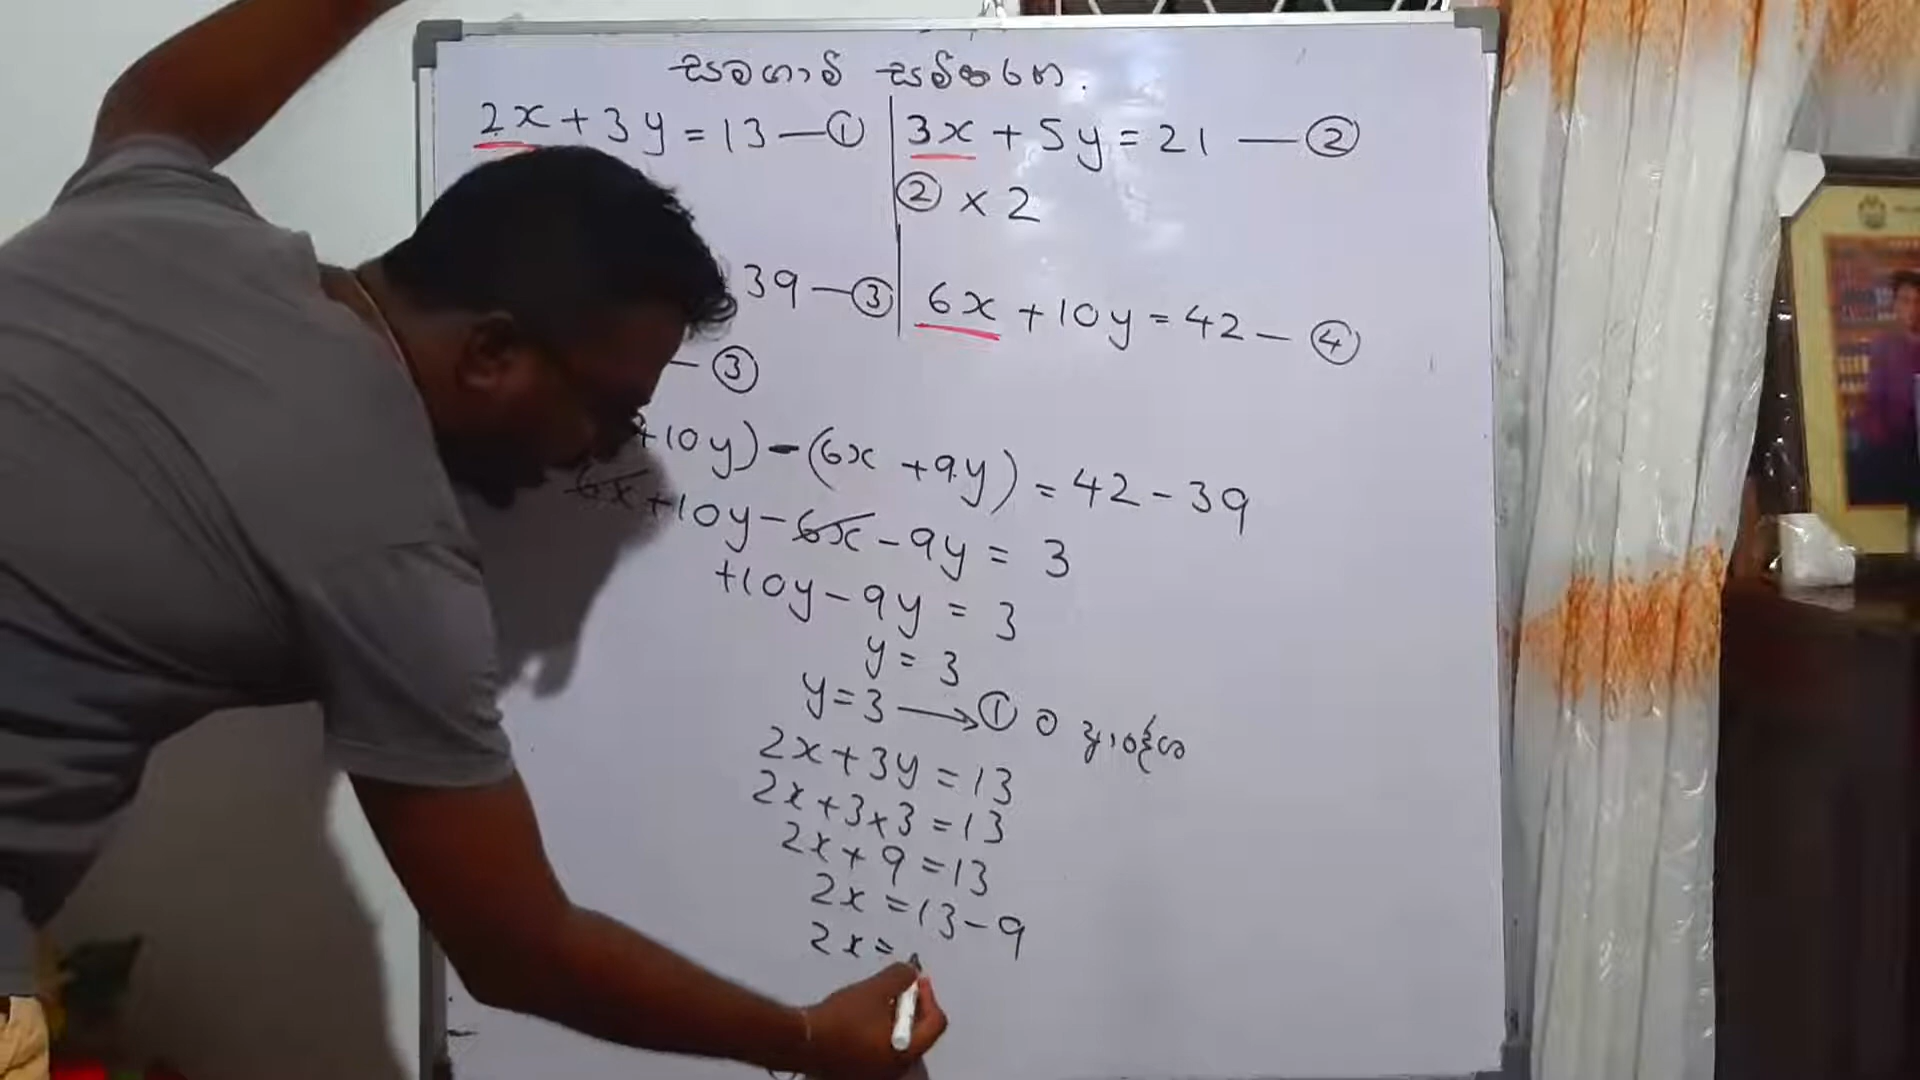 සමගාමී සමීකරණ.
2x + 3y = 13 — ①
3x + 5y = 21 — ②
② × 2
39 — ③
6x + 10y = 42 — ④
— ③
+10y) - (6x + 9y) = 42 - 39
6x + 10y - 6x - 9y = 3
+10y - 9y = 3
y = 3
y = 3 → ① ට
2x + 3y = 13
2x + 3 × 3 = 13
2x + 9 = 13
2x = 13 - 9
2x =